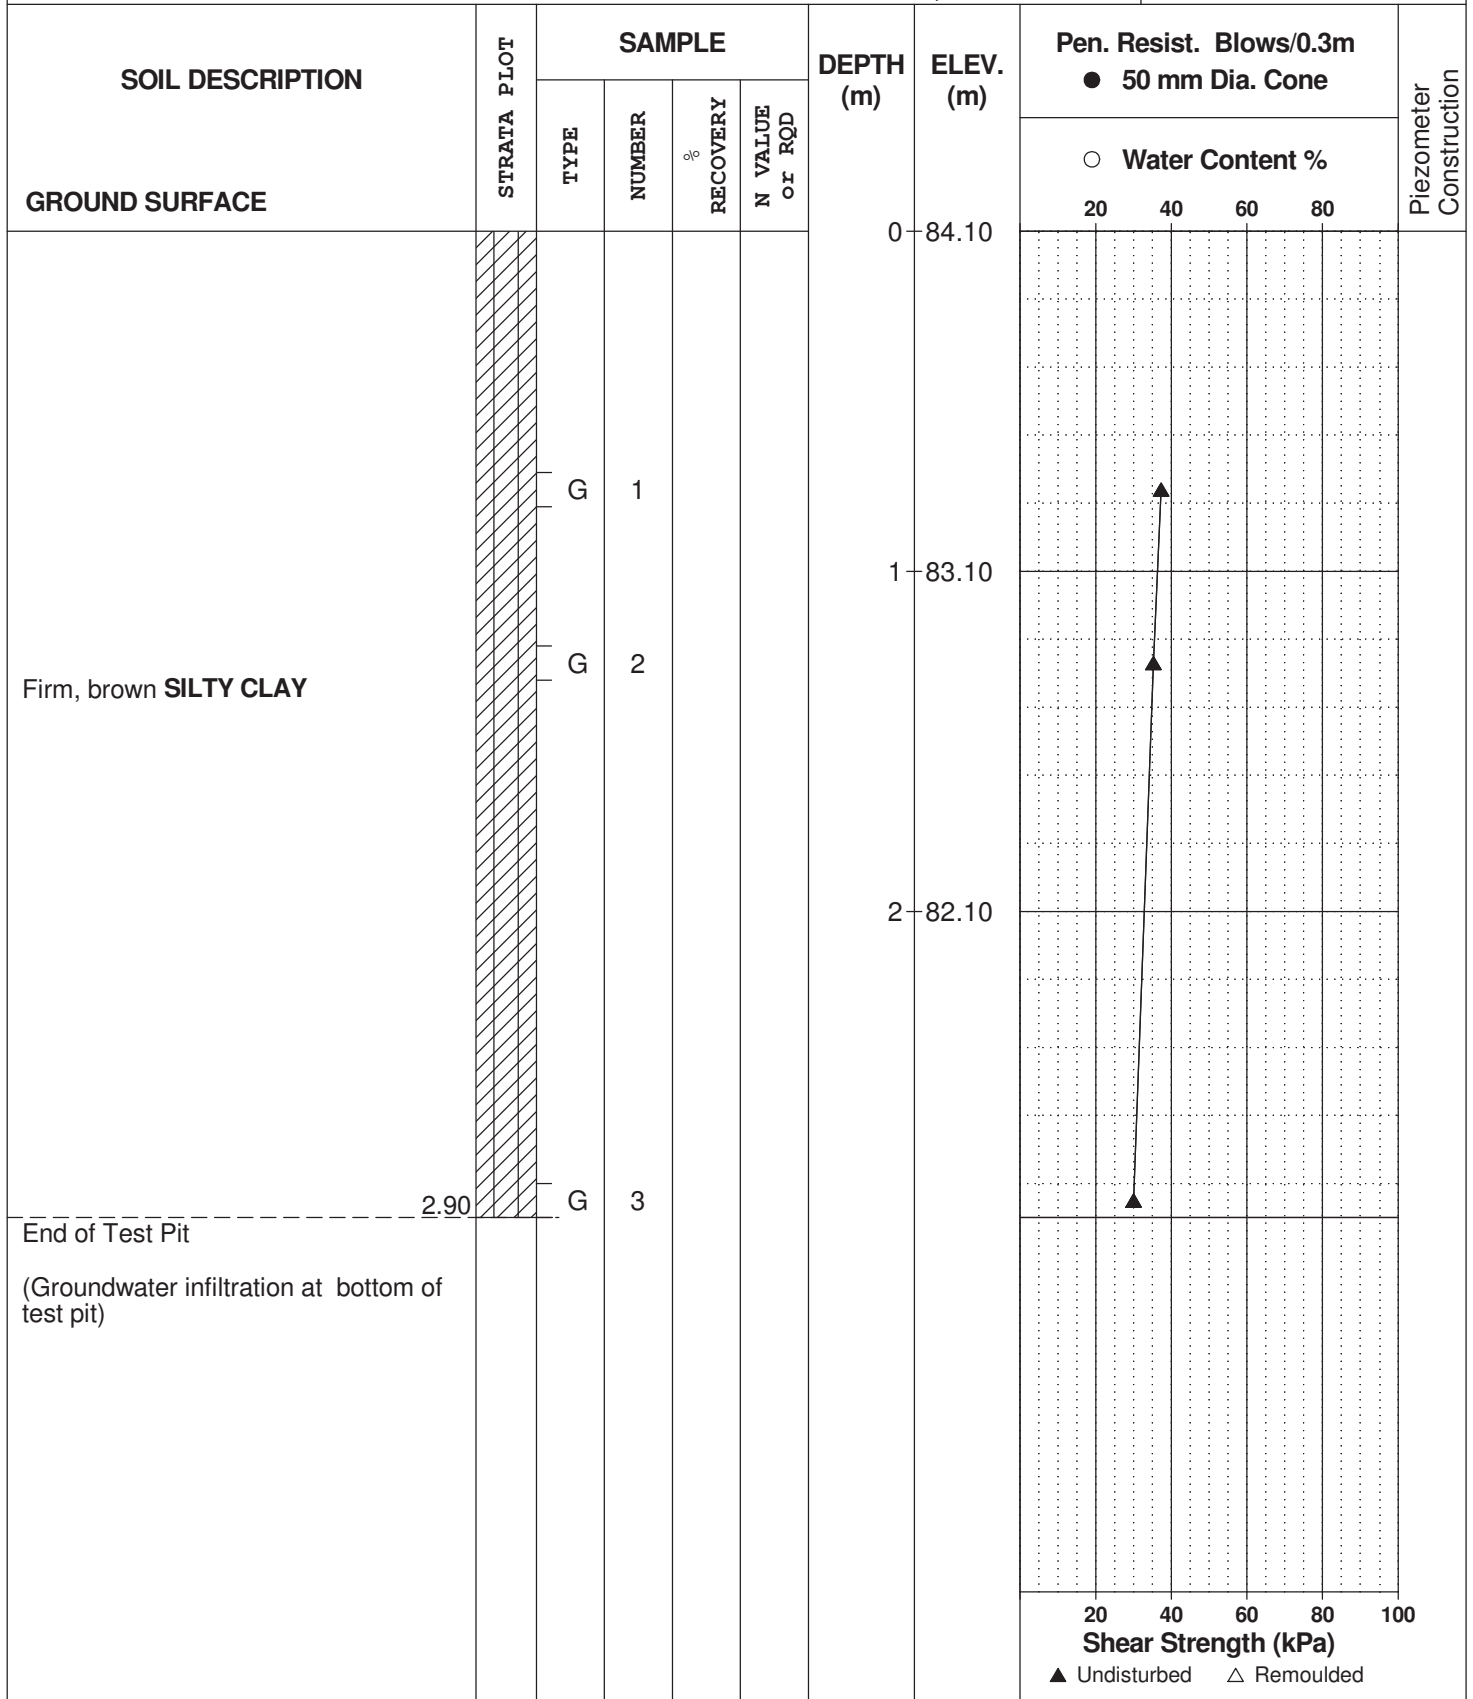 SOIL DESCRIPTION
GROUND SURFACE
STRATA PLOT
SAMPLE
TYPE
NUMBER
%
RECOVERY
N VALUE
or RQD
DEPTH
(m)
ELEV.
(m)
Pen. Resist. Blows/0.3m
● 50 mm Dia. Cone
○ Water Content %
20 40 60 80
Piezometer
Construction
0 84.10
G 1
1 83.10
G 2
Firm, brown SILTY CLAY
2 82.10
2.90
G 3
End of Test Pit
(Groundwater infiltration at bottom of
test pit)
20 40 60 80 100
Shear Strength (kPa)
▲ Undisturbed △ Remoulded